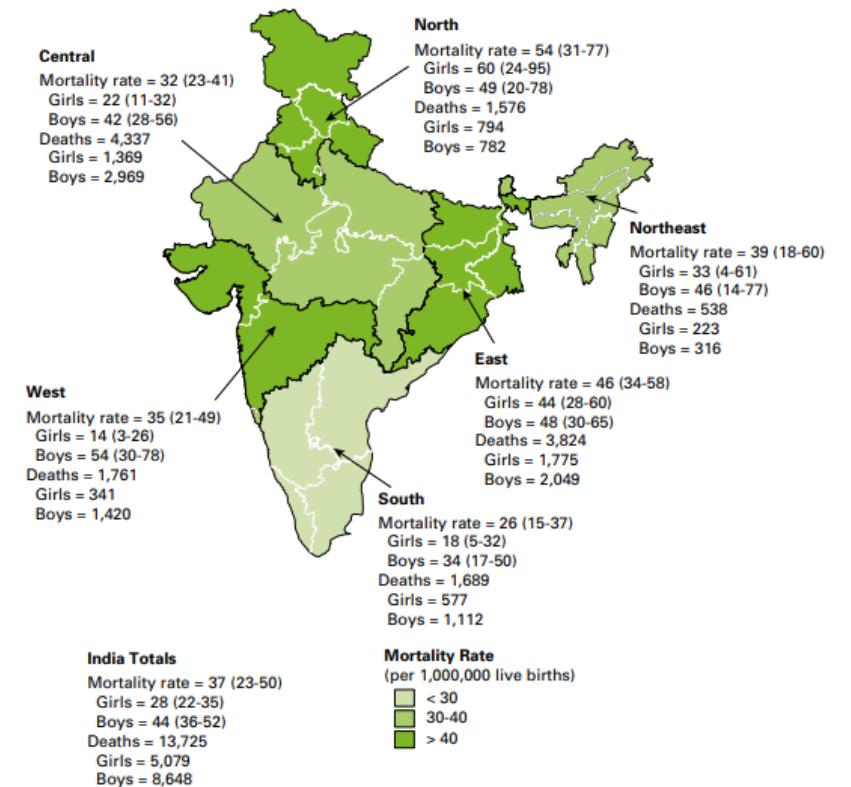 North
Mortality rate = 54 (31-77)
Girls = 60 (24-95)
Boys = 49 (20-78)
Deaths = 1,576
Girls = 794
Boys = 782
Central
Mortality rate = 32 (23-41)
Girls = 22 (11-32)
Boys = 42 (28-56)
Deaths = 4,337
Girls = 1,369
Boys = 2,969
Northeast
Mortality rate = 39 (18-60)
Girls = 33 (4-61)
Boys = 46 (14-77)
Deaths = 538
Girls = 223
Boys = 316
East
Mortality rate = 46 (34-58)
Girls = 44 (28-60)
Boys = 48 (30-65)
Deaths = 3,824
Girls = 1,775
Boys = 2,049
West
Mortality rate = 35 (21-49)
Girls = 14 (3-26)
Boys = 54 (30-78)
Deaths = 1,761
Girls = 341
Boys = 1,420
South
Mortality rate = 26 (15-37)
Girls = 18 (5-32)
Boys = 34 (17-50)
Deaths = 1,689
Girls = 577
Boys = 1,112
India Totals
Mortality rate = 37 (23-50)
Girls = 28 (22-35)
Boys = 44 (36-52)
Deaths = 13,725
Girls = 5,079
Boys = 8,648
Mortality Rate
(per 1,000,000 live births)
< 30
30-40
> 40